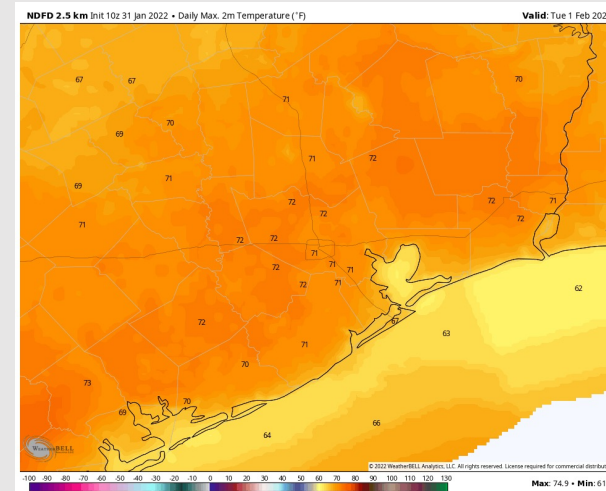 NDFD 2.5 km Init 10z 31 Jan 2022 • Daily Max. 2m Temperature (°F)
Valid: Tue 1 Feb 202
67 67 70
71
70
69
71 72
69 71
72 72 71
71 72 72
72 72
71
72 71 71
72 71 62
72 67
63
71
70
73
69 70
66
64
WEATHERBELL
© 2022 WeatherBELL Analytics, LLC. All rights reserved. License required for commercial distribut
-100 -90 -80 -70 -60 -50 -40 -30 -20 -10 0 10 20 30 40 50 60 70 80 90 100 110 120 130
Max: 74.9 • Min: 61